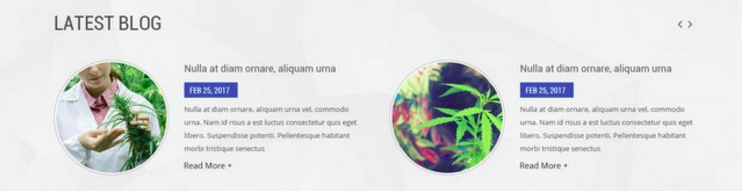 LATEST BLOG
< >
Nulla at diam ornare, aliquam urna
FEB 25, 2017
Nulla at diam ornare, aliquam urna vel, commodo
urna. Nam id risus a est luctus consectetur quis eget
libero. Suspendisse potenti. Pellentesque habitant
morbi tristique senectus
Read More +
Nulla at diam ornare, aliquam urna
FEB 25, 2017
Nulla at diam ornare, aliquam urna vel, commodo
urna. Nam id risus a est luctus consectetur quis eget
libero. Suspendisse potenti. Pellentesque habitant
morbi tristique senectus
Read More +